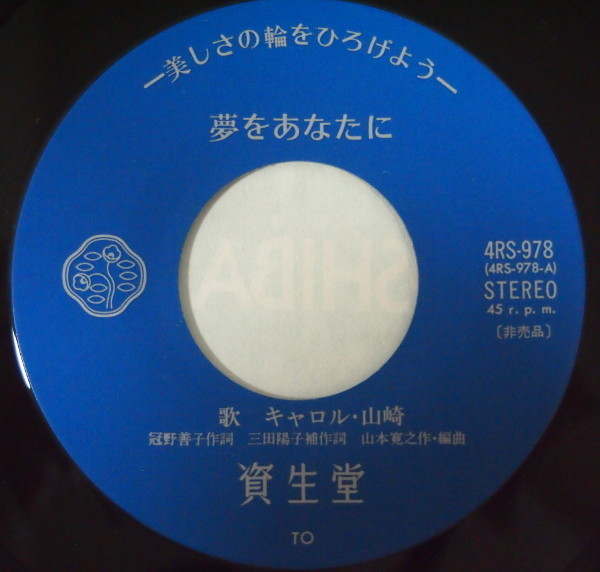 ー美しさの輪をひろげようー
夢をあなたに
SHIDA
4RS-978
(4RS-978-A)
STEREO
45 r. p. m.
〔非売品〕
歌 キャロル・山崎
冠野善子作詞 三田陽子補作詞 山本寛之作・編曲
資生堂
TO